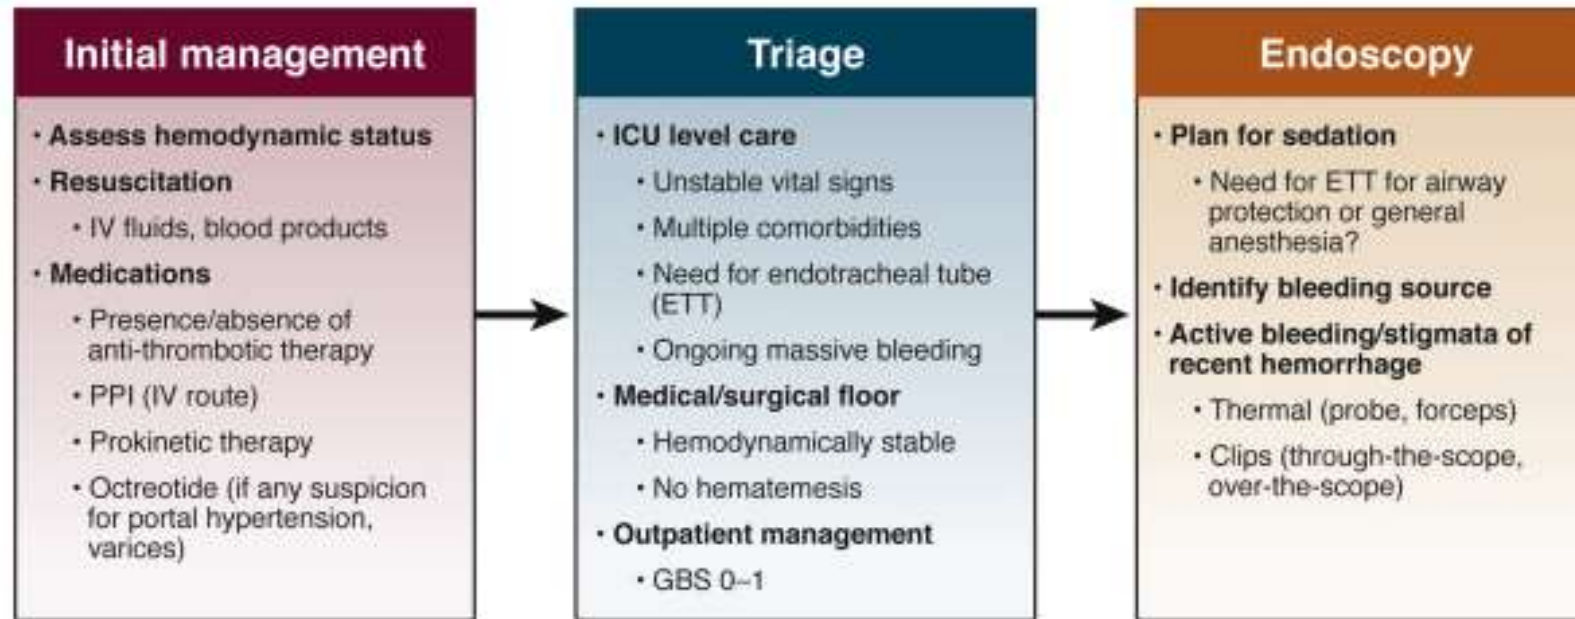 Initial management
• Assess hemodynamic status
• Resuscitation
• IV fluids, blood products
• Medications
• Presence/absence of
anti-thrombotic therapy
• PPI (IV route)
• Prokinetic therapy
• Octreotide (if any suspicion
for portal hypertension,
varices)
Triage
• ICU level care
• Unstable vital signs
• Multiple comorbidities
• Need for endotracheal tube
(ETT)
• Ongoing massive bleeding
• Medical/surgical floor
• Hemodynamically stable
• No hematemesis
• Outpatient management
• GBS 0–1
Endoscopy
• Plan for sedation
• Need for ETT for airway
protection or general
anesthesia?
• Identify bleeding source
• Active bleeding/stigmata of
recent hemorrhage
• Thermal (probe, forceps)
• Clips (through-the-scope,
over-the-scope)